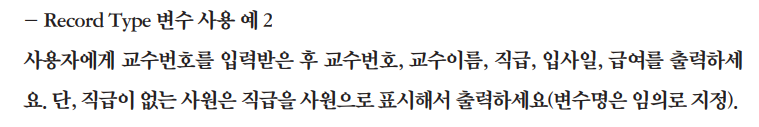 – Record Type 변수 사용 예 2
사용자에게 교수번호를 입력받은 후 교수번호, 교수이름, 직급, 입사일, 급여를 출력하세
요. 단, 직급이 없는 사원은 직급을 사원으로 표시해서 출력하세요(변수명은 임의로 지정).